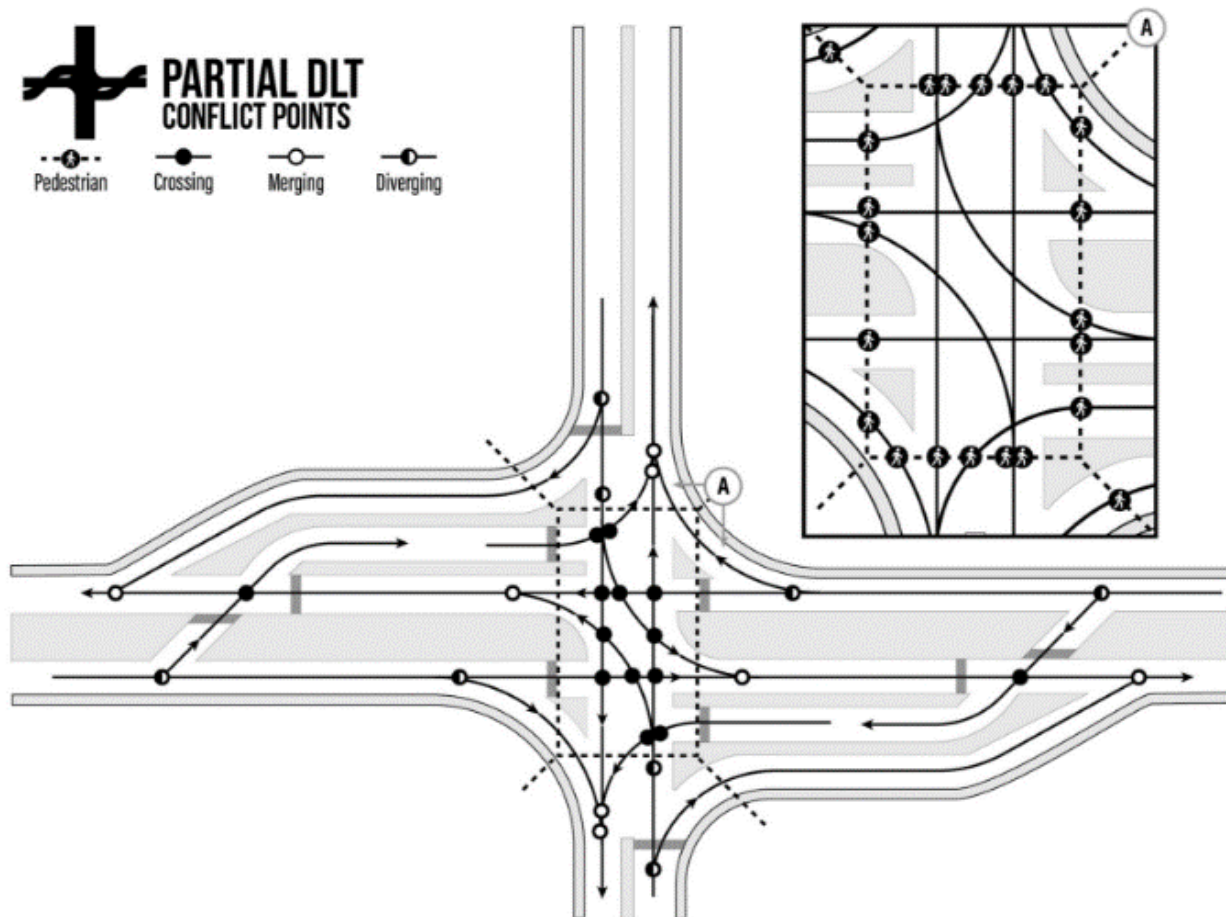 PARTIAL DLT
CONFLICT POINTS
Pedestrian
Crossing
Merging
Diverging
A
A